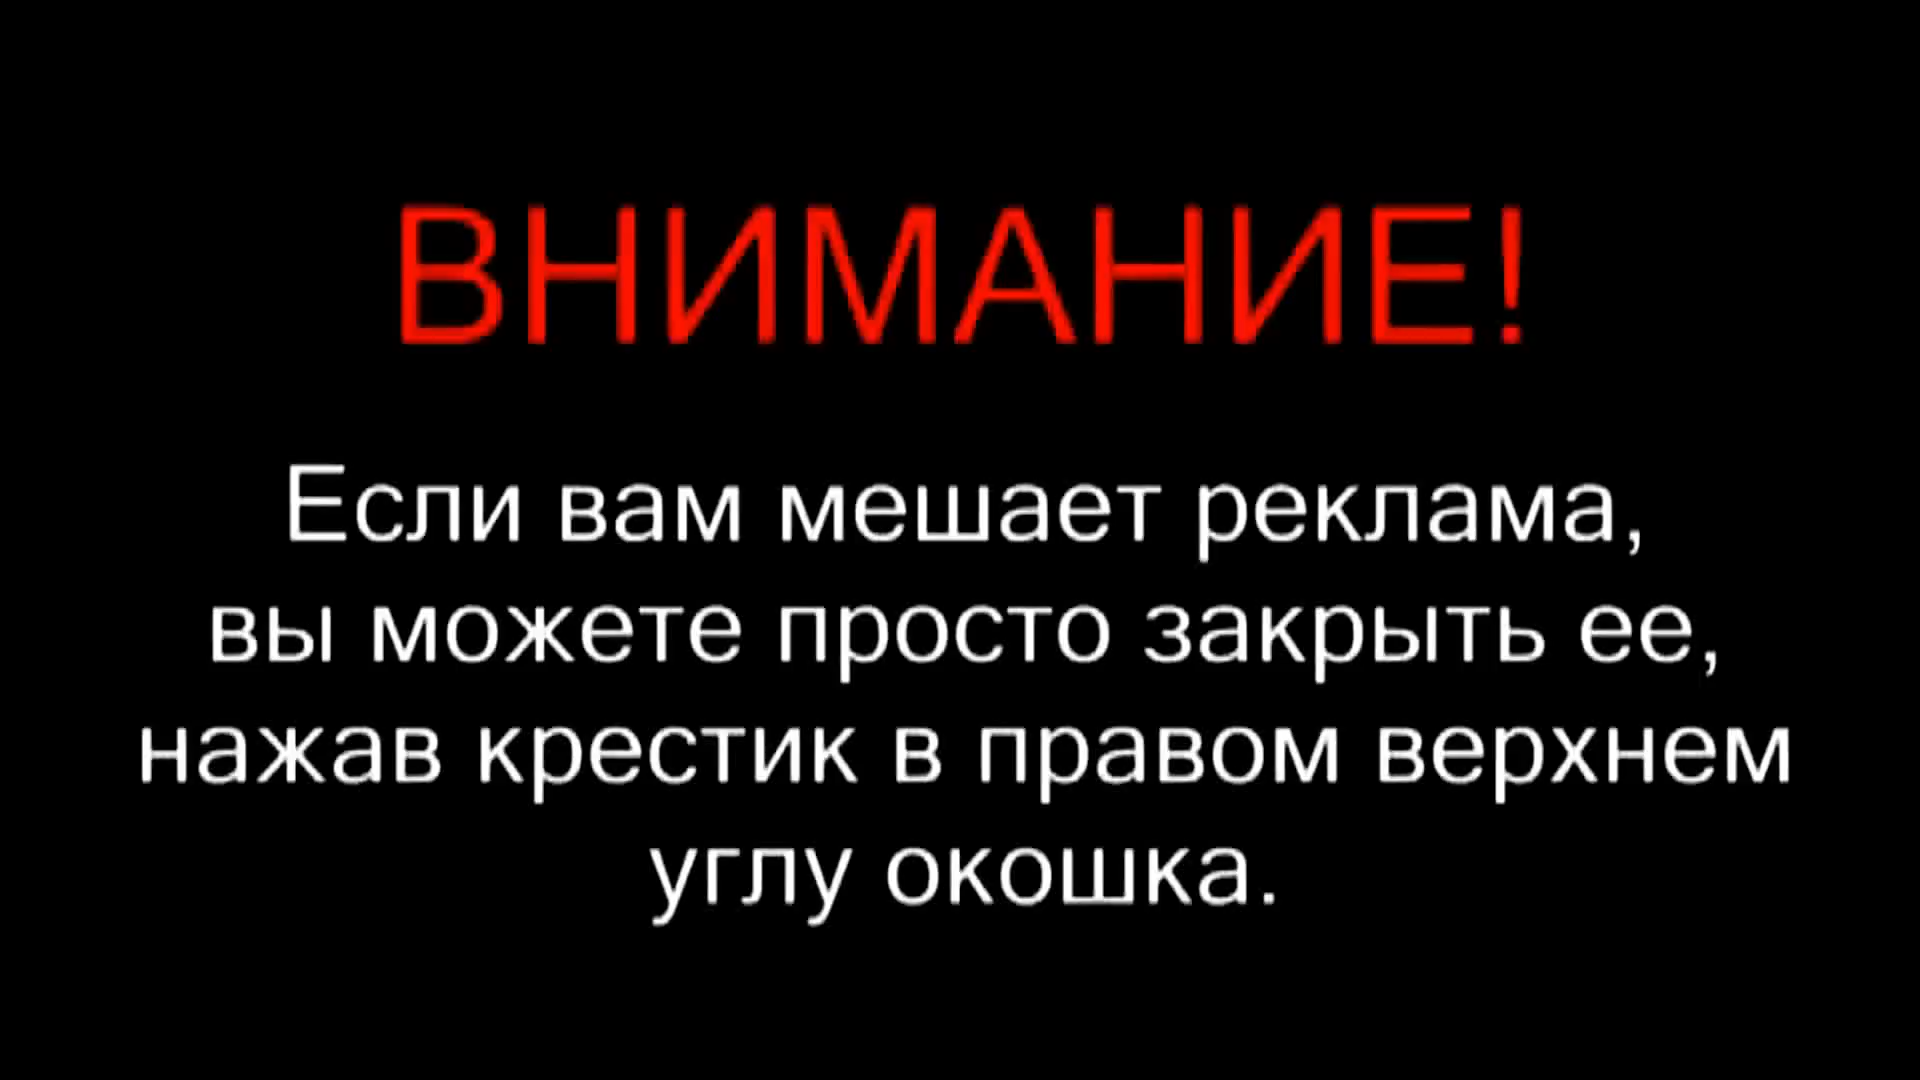 ВНИМАНИЕ!
Если вам мешает реклама,
вы можете просто закрыть ее,
нажав крестик в правом верхнем
углу окошка.